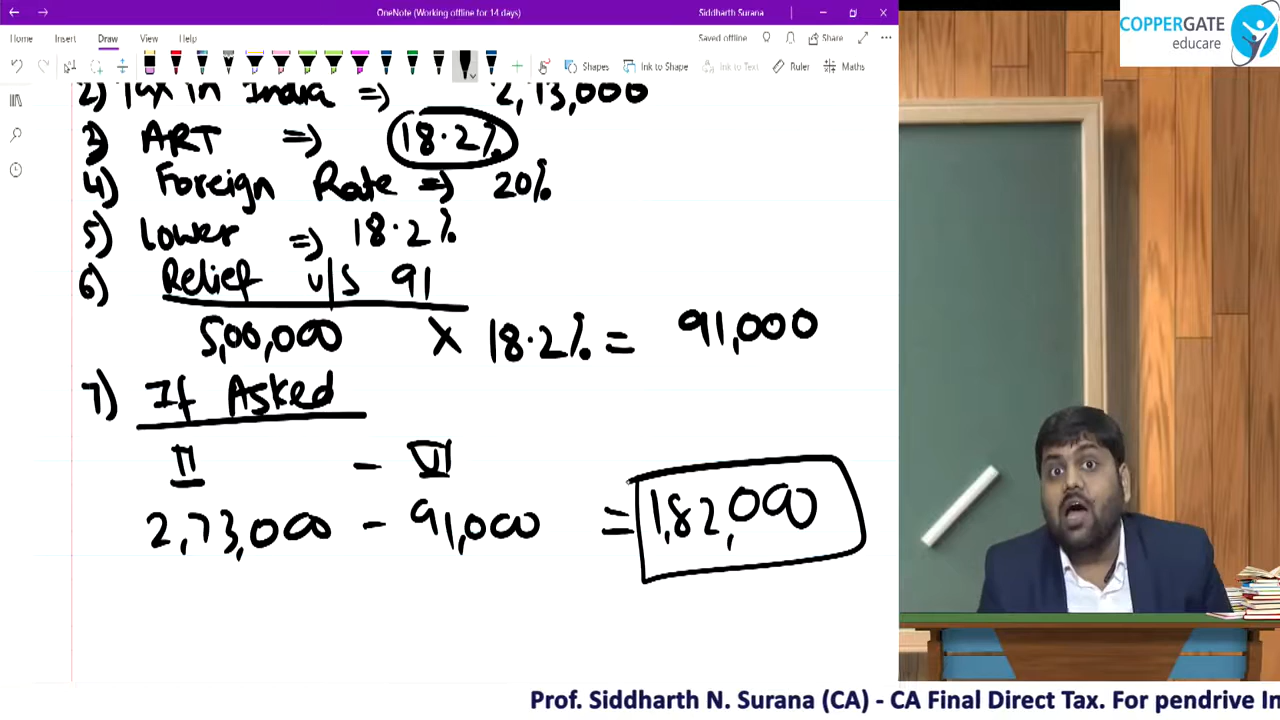 OneNote (Working offline for 14 days)
Siddharth Surana
COPPERGATE
educare
Home Insert Draw View Help
Saved offline
Share
Shapes
Ink to Shape
Ink to Text
Ruler
Maths
2) Tax in India => 2,73,000
3) ART => 18.2%
4) Foreign Rate => 20%
5) Lower => 18.2%
6) Relief u/s 91
5,00,000 x 18.2% = 91,000
7) If Asked
II - VI
2,73,000 - 91,000 = 1,82,000
Prof. Siddharth N. Surana (CA) - CA Final Direct Tax. For pendrive In